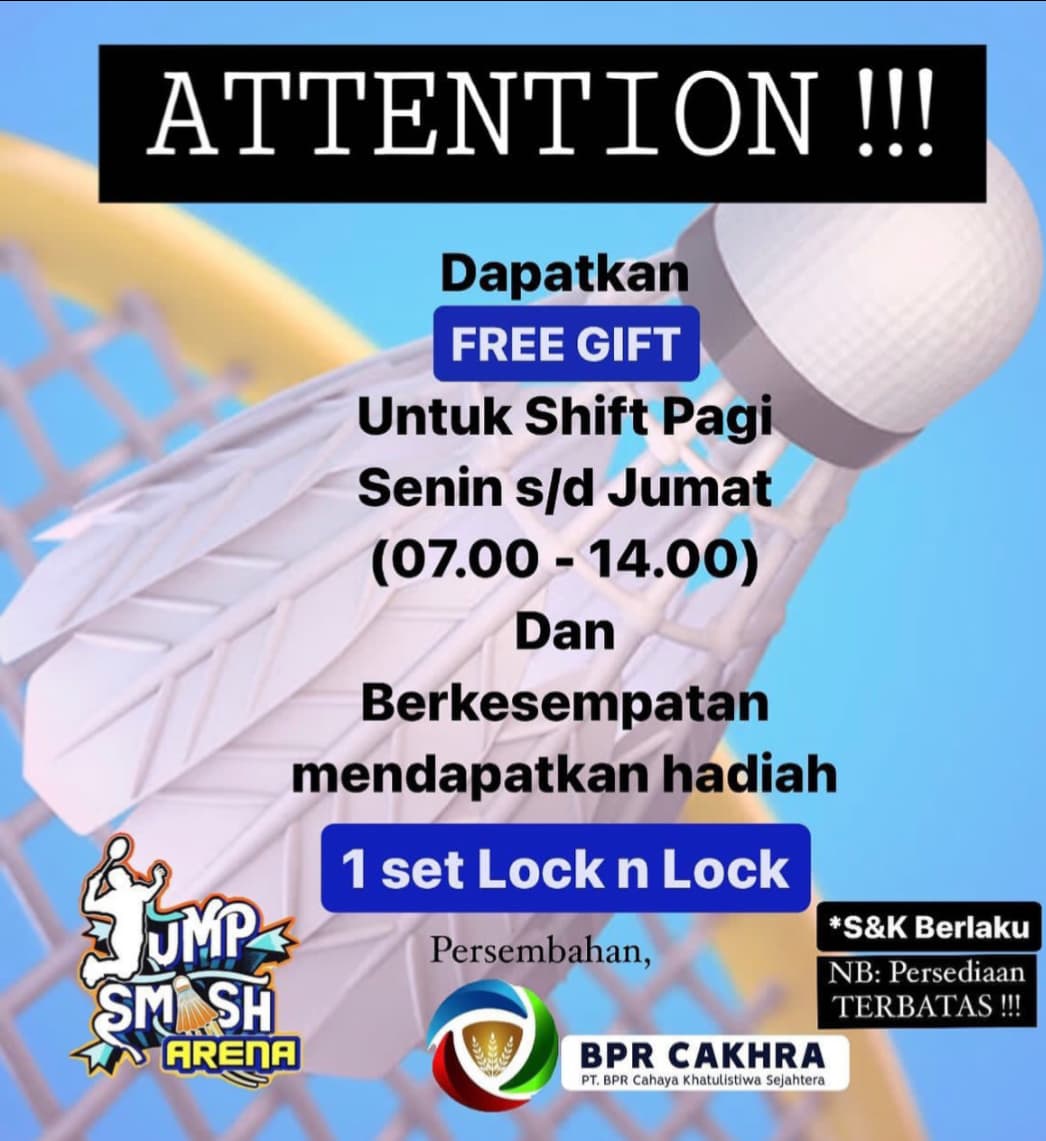 ATTENTION !!!
Dapatkan
FREE GIFT
Untuk Shift Pagi
Senin s/d Jumat
(07.00 - 14.00)
Dan
Berkesempatan
mendapatkan hadiah
1 set Lock n Lock
*S&K Berlaku
NB: Persediaan
TERBATAS !!!
Persembahan,
JUMP
SMASH
ARENA
BPR CAKHRA
PT. BPR Cahaya Khatulistiwa Sejahtera